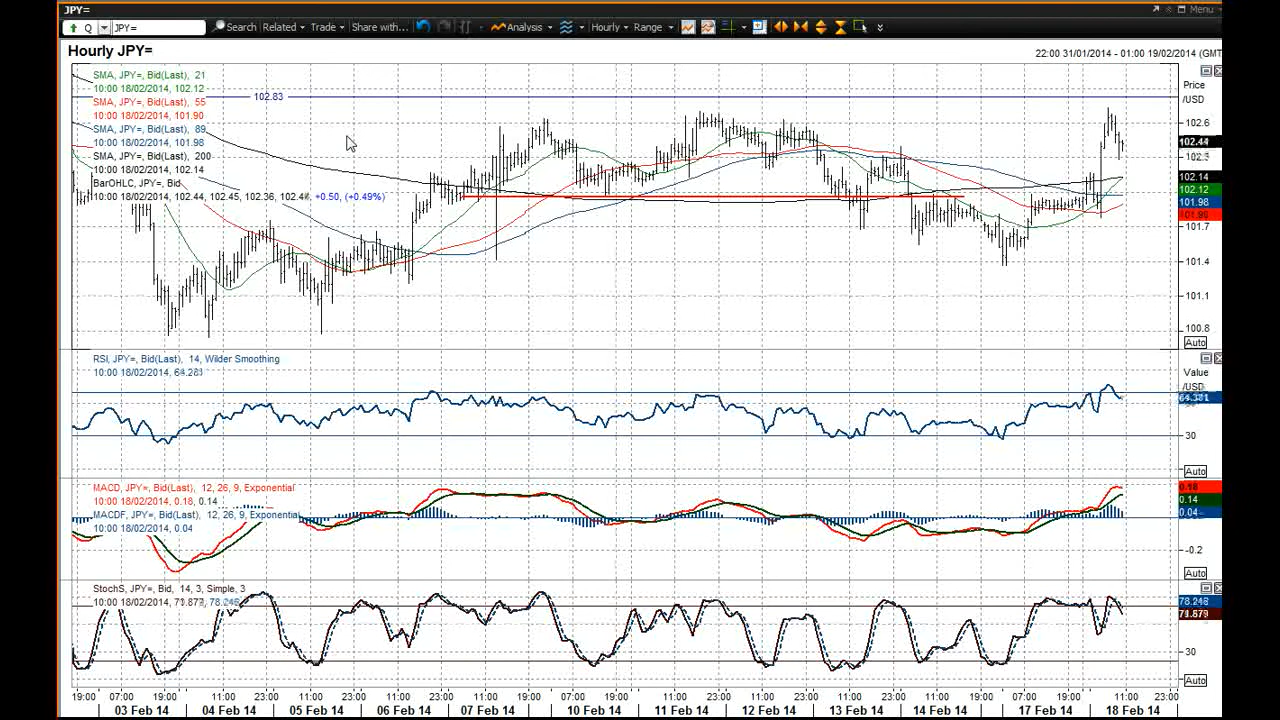 JPY=
Menu
Q JPY= Search Related Trade Share with... Analysis Hourly Range
Hourly JPY=
22:00 31/01/2014 - 01:00 19/02/2014 (GMT
SMA, JPY=, Bid(Last), 21
10:00 18/02/2014, 102.12
SMA, JPY=, Bid(Last), 55
10:00 18/02/2014, 101.90
SMA, JPY=, Bid(Last), 89
10:00 18/02/2014, 101.98
SMA, JPY=, Bid(Last), 200
10:00 18/02/2014, 102.14
BarOHLC, JPY=, Bid
10:00 18/02/2014, 102.44, 102.45, 102.36, 102.44, +0.50, (+0.49%)
102.83
Price
/USD
102.6
102.44
102.3
102.14
102.12
101.98
101.90
101.7
101.4
101.1
100.8
Auto
RSI, JPY=, Bid(Last), 14, Wilder Smoothing
10:00 18/02/2014, 64.281
Value
/USD
30
Auto
MACD, JPY=, Bid(Last), 12, 26, 9, Exponential
10:00 18/02/2014, 0.18, 0.14
MACDF, JPY=, Bid(Last), 12, 26, 9, Exponential
10:00 18/02/2014, 0.04
0.18
0.14
0.04
-0.2
Auto
StochS, JPY=, Bid, 14, 3, Simple, 3
10:00 18/02/2014, 71.877, 78.246
78.246
71.879
30
Auto
19:00 07:00 19:00 11:00 23:00 11:00 22:00 11:00 23:00 07:00 19:00 11:00 23:00 11:00 23:00 11:00 23:00 07:00 19:00 11:00 23:00 11:00 23:00 07:00 19:00 11:00 23:00
03 Feb 14 04 Feb 14 05 Feb 14 06 Feb 14 07 Feb 14 10 Feb 14 11 Feb 14 12 Feb 14 13 Feb 14 14 Feb 14 17 Feb 14 18 Feb 14